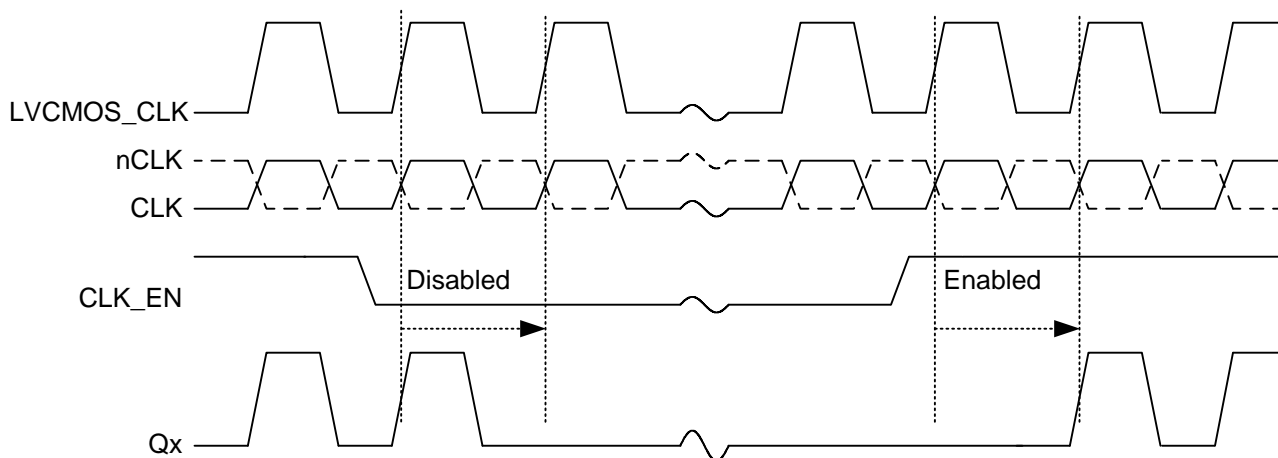 LVCMOS_CLK
nCLK
CLK
CLK_EN
Disabled
Enabled
Qx